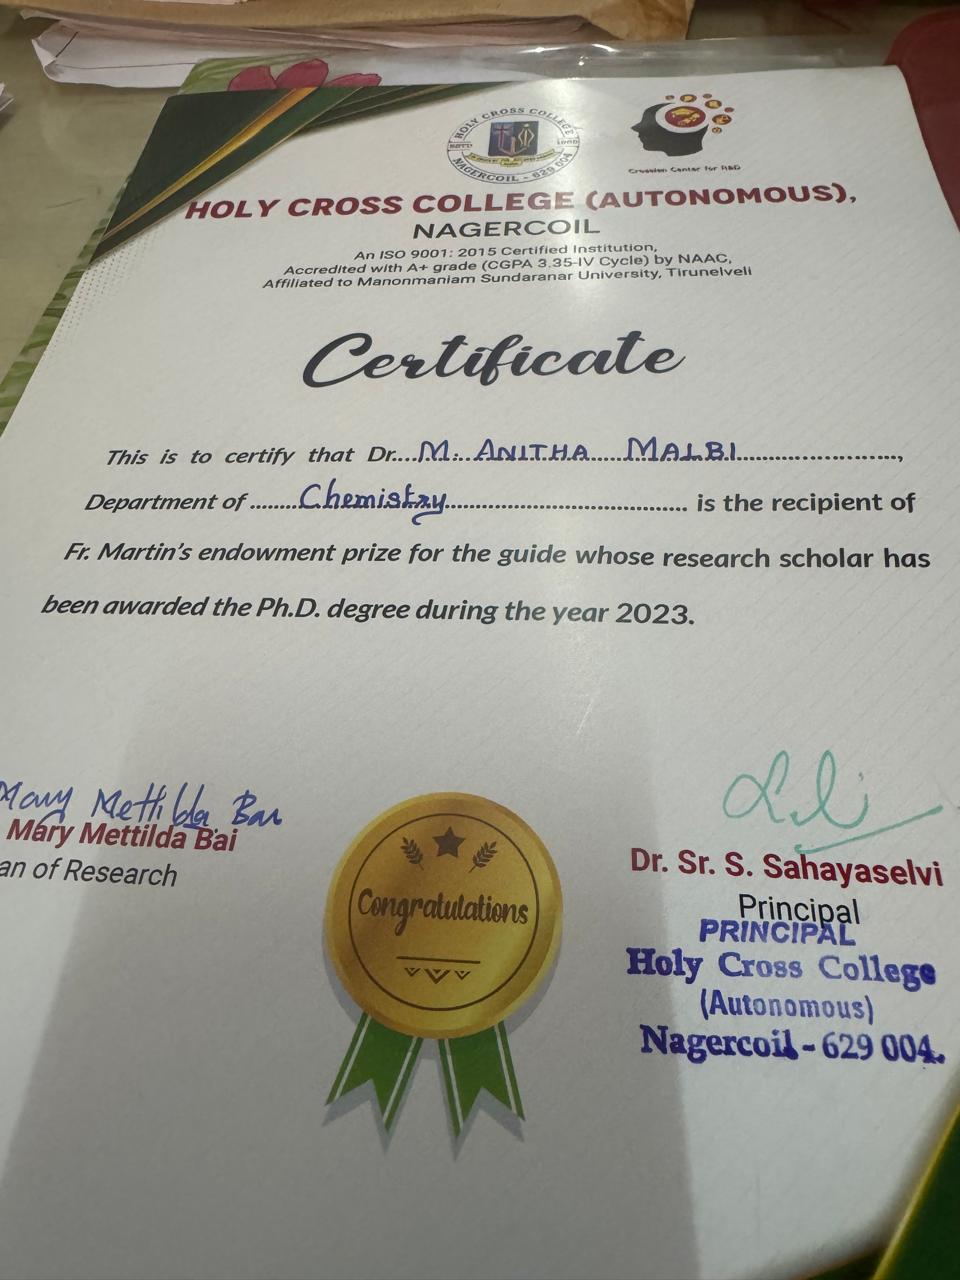 HOLY CROSS COLLEGE
NAGERCOIL - 629 004
Crossian Center for R&D
HOLY CROSS COLLEGE (AUTONOMOUS),
NAGERCOIL
An ISO 9001: 2015 Certified Institution,
Accredited with A+ grade (CGPA 3.35-IV Cycle) by NAAC,
Affiliated to Manonmaniam Sundaranar University, Tirunelveli
Certificate
This is to certify that Dr....M. ANITHA MALBI....................,
Department of ........Chemistry.................................... is the recipient of
Fr. Martin's endowment prize for the guide whose research scholar has
been awarded the Ph.D. degree during the year 2023.
Mary Mettilda Bai
Mary Mettilda Bai
an of Research
Congratulations
Dr. Sr. S. Sahayaselvi
Principal
PRINCIPAL
Holy Cross College
(Autonomous)
Nagercoil - 629 004.